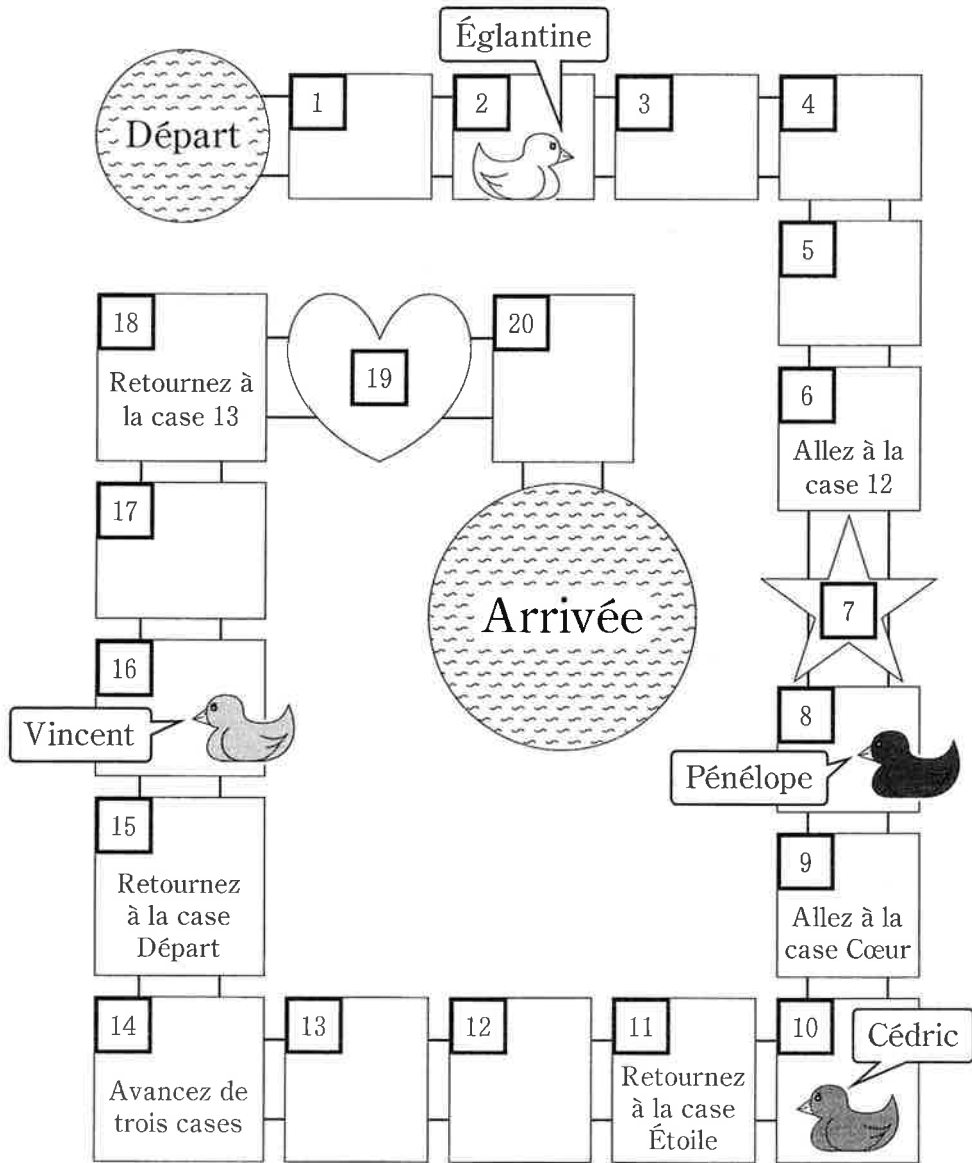 Églantine
Départ
1
2
3
4
5
6
Allez à la
case 12
7
8
Pénélope
9
Allez à la
case Cœur
10
Cédric
11
Retournez
à la case
Étoile
12
13
14
Avancez de
trois cases
15
Retournez
à la case
Départ
16
Vincent
17
18
Retournez à
la case 13
19
20
Arrivée